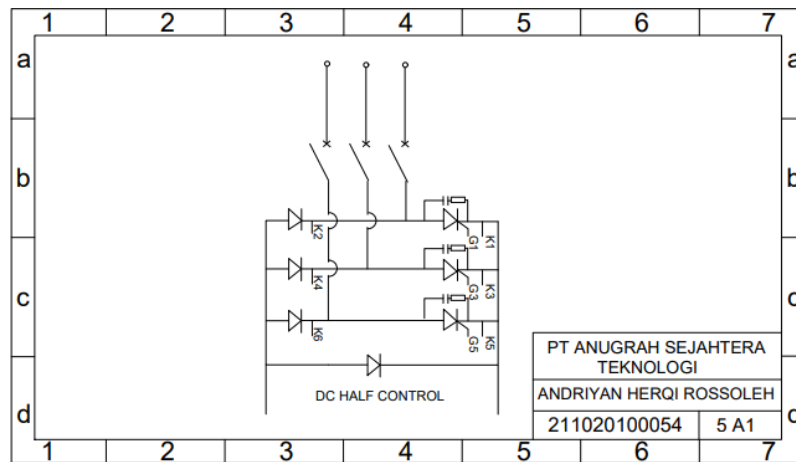 1 2 3 4 5 6 7
a a
b b
c c
d d
K2 G1 K1
K4 G3 K3
K6 G5 K5
DC HALF CONTROL
PT ANUGRAH SEJAHTERA
TEKNOLOGI
ANDRIYAN HERQI ROSSOLEH
211020100054 5 A1
1 2 3 4 5 6 7